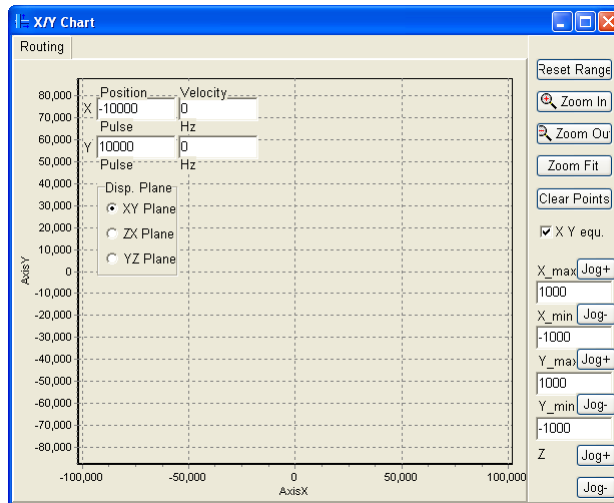 X/Y Chart
Routing
Position Velocity
X -10000 0
Pulse Hz
Y 10000 0
Pulse Hz
Disp. Plane
XY Plane
ZX Plane
YZ Plane
80,000
70,000
60,000
50,000
40,000
30,000
20,000
10,000
0
-10,000
-20,000
-30,000
-40,000
-50,000
-60,000
-70,000
-80,000
AxisY
-100,000 -50,000 0 50,000 100,000
AxisX
Reset Range
Zoom In
Zoom Ou
Zoom Fit
Clear Points
X Y equ.
X_max Jog+
1000
X_min Jog-
-1000
Y_max Jog+
1000
Y_min Jog-
-1000
Z Jog+
Jog-